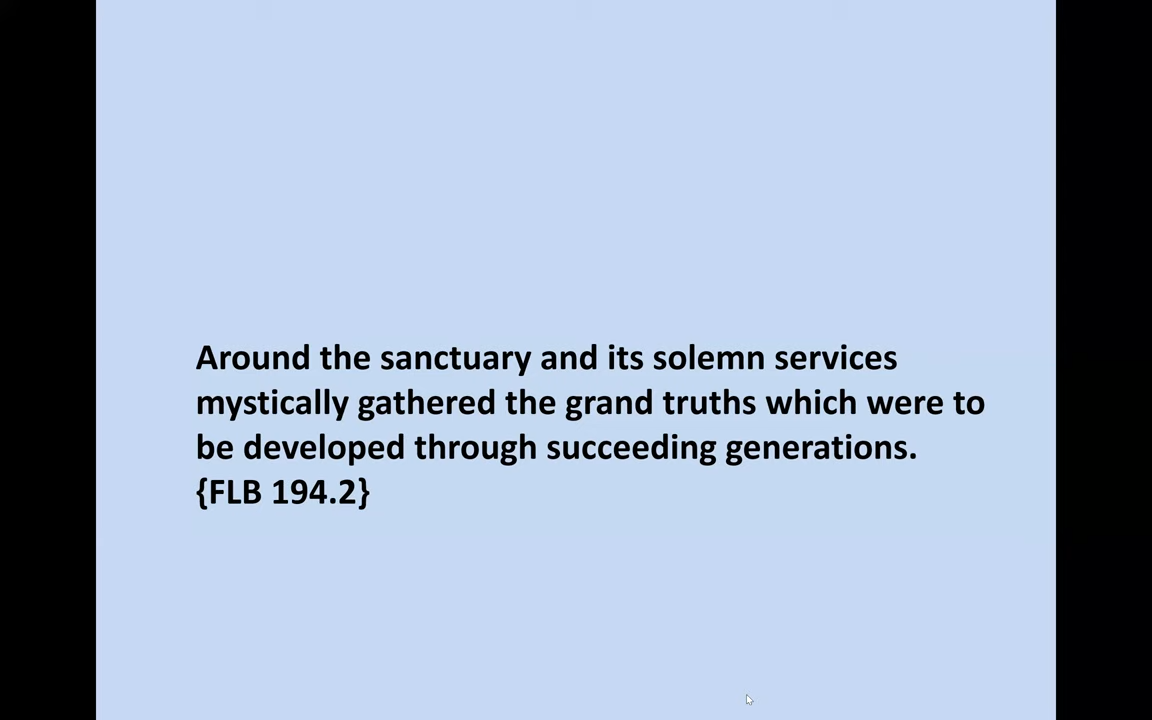 Around the sanctuary and its solemn services
mystically gathered the grand truths which were to
be developed through succeeding generations.
{FLB 194.2}